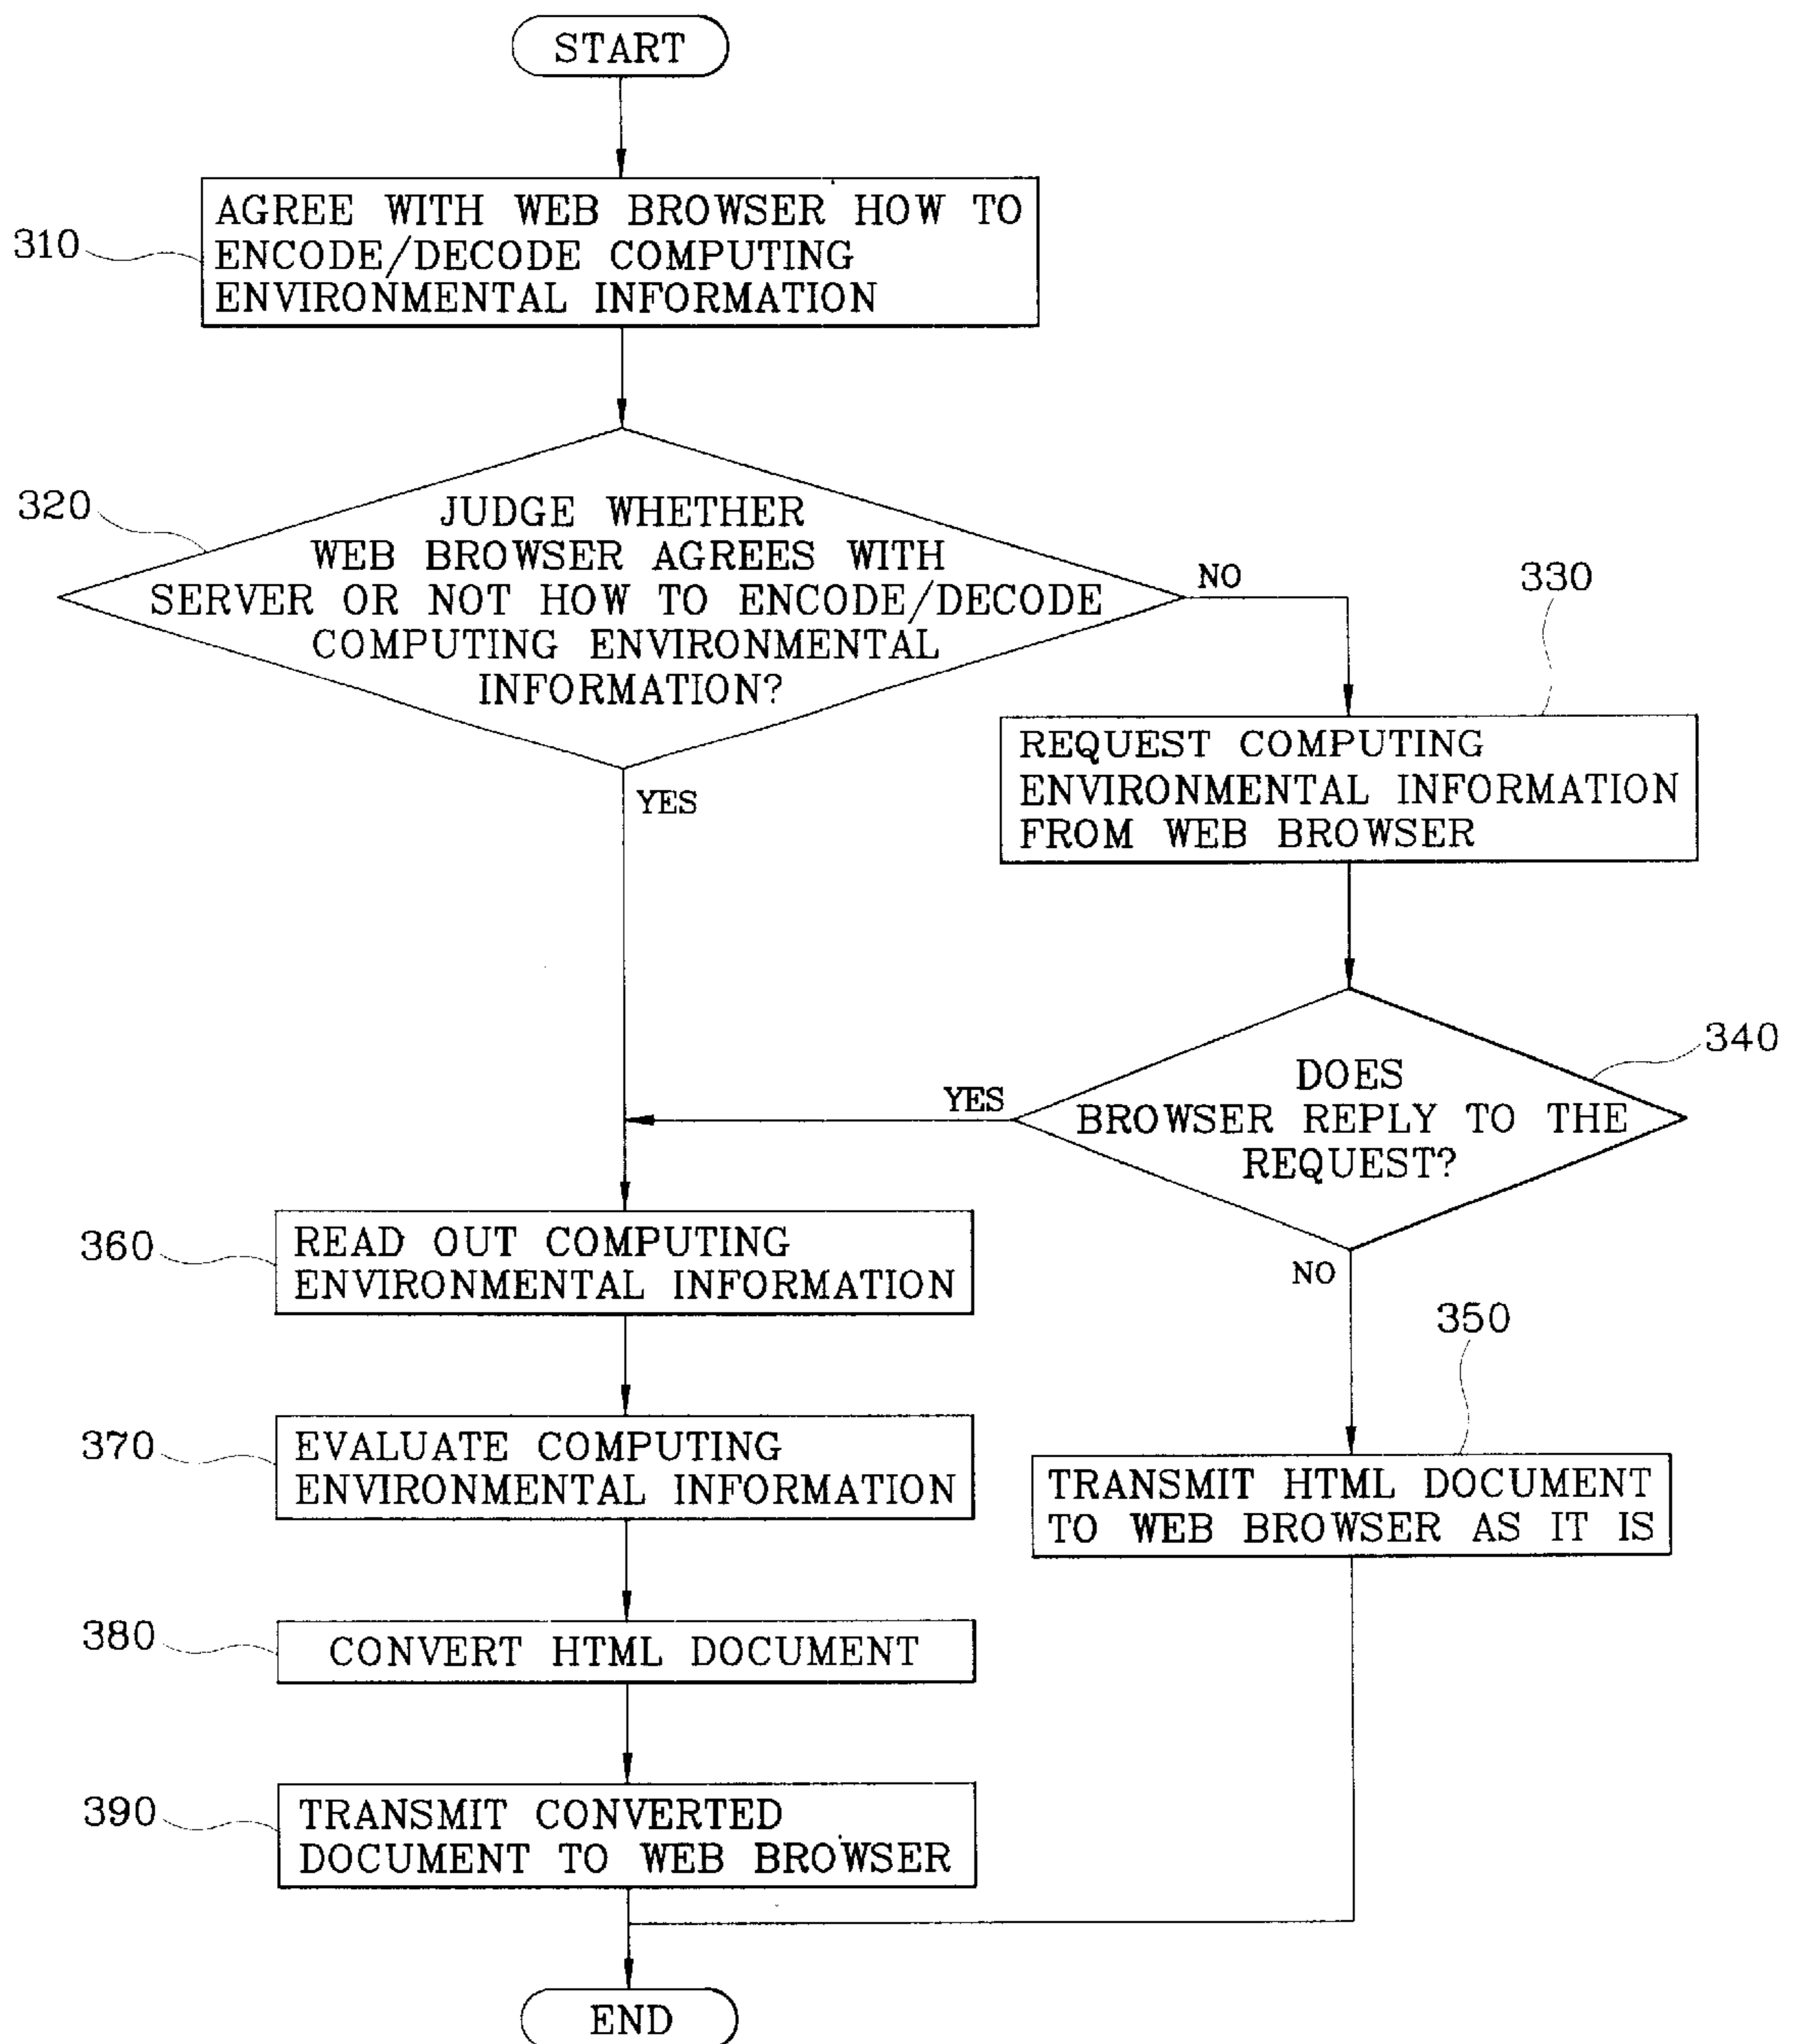 START
310
AGREE WITH WEB BROWSER HOW TO
ENCODE/DECODE COMPUTING
ENVIRONMENTAL INFORMATION
320
JUDGE WHETHER
WEB BROWSER AGREES WITH
SERVER OR NOT HOW TO ENCODE/DECODE
COMPUTING ENVIRONMENTAL
INFORMATION?
NO
YES
330
REQUEST COMPUTING
ENVIRONMENTAL INFORMATION
FROM WEB BROWSER
340
DOES
BROWSER REPLY TO THE
REQUEST?
YES
NO
350
TRANSMIT HTML DOCUMENT
TO WEB BROWSER AS IT IS
360
READ OUT COMPUTING
ENVIRONMENTAL INFORMATION
370
EVALUATE COMPUTING
ENVIRONMENTAL INFORMATION
380
CONVERT HTML DOCUMENT
390
TRANSMIT CONVERTED
DOCUMENT TO WEB BROWSER
END